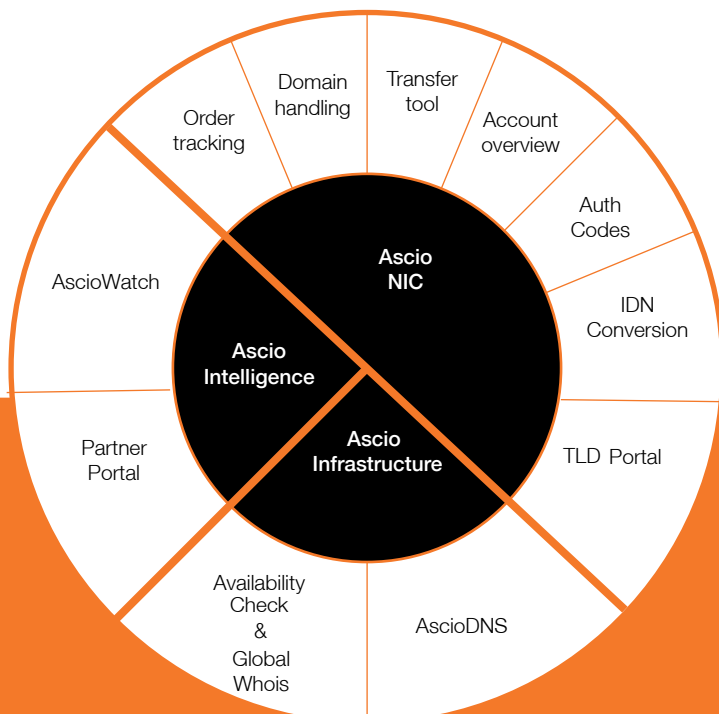 Domain
handling
Transfer
tool
Order
tracking
Account
overview
Auth
Codes
Ascio
NIC
AscioWatch
IDN
Conversion
Ascio
Intelligence
Ascio
Infrastructure
Partner
Portal
TLD Portal
Availability
Check
&
Global
Whois
AscioDNS